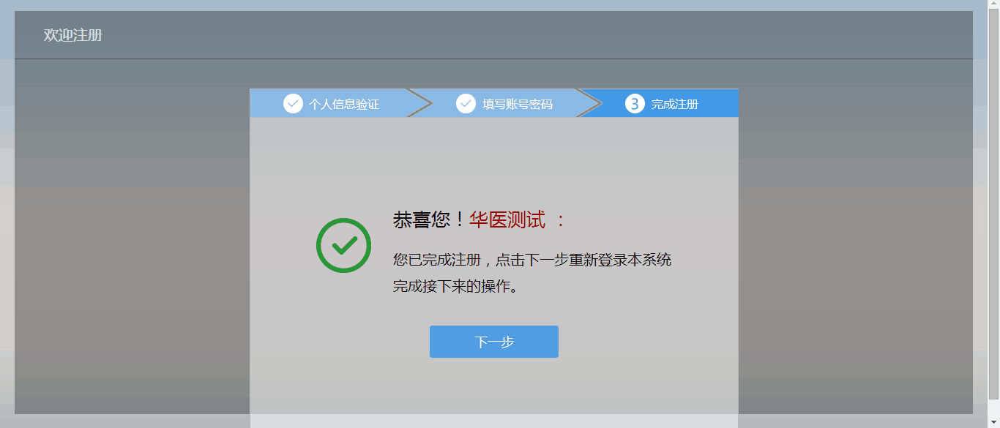 欢迎注册
个人信息验证
填写账号密码
3 完成注册
恭喜您！华医测试 ：
您已完成注册，点击下一步重新登录本系统
完成接下来的操作。
下一步